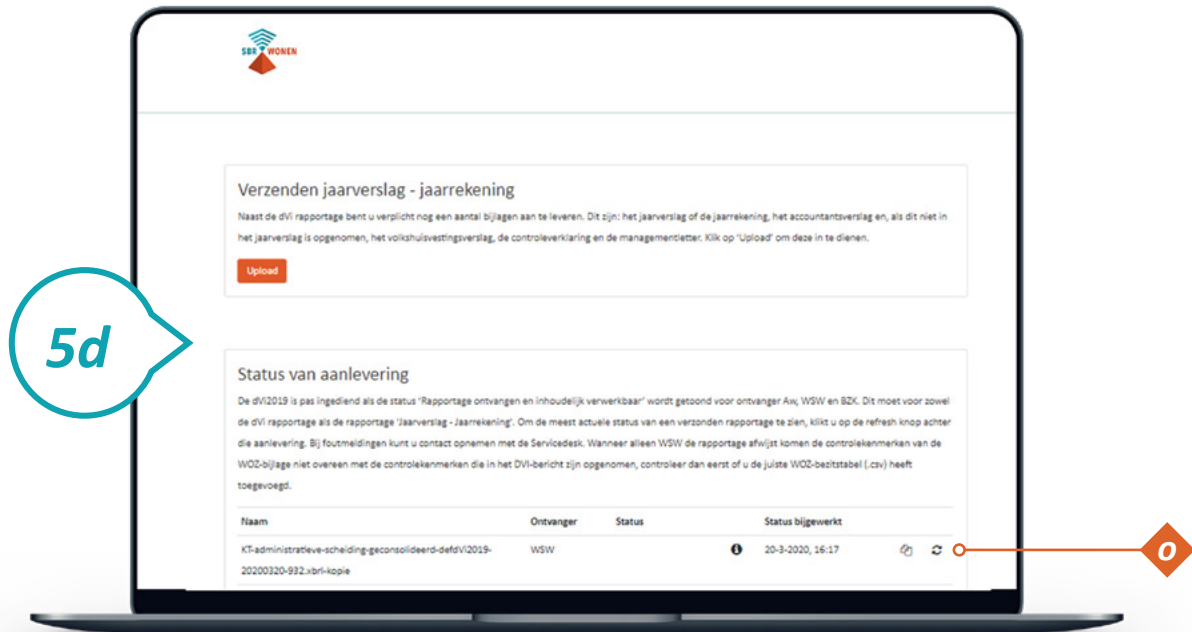 SBR WONEN
Verzenden jaarverslag - jaarrekening
Naast de dVi rapportage bent u verplicht nog een aantal bijlagen aan te leveren. Dit zijn: het jaarverslag of de jaarrekening, het accountantsverslag en, als dit niet in
het jaarverslag is opgenomen, het volkshuisvestingsverslag, de controleverklaring en de managementletter. Klik op 'Upload' om deze in te dienen.
Upload
5d
Status van aanlevering
De dVi2019 is pas ingediend als de status 'Rapportage ontvangen en inhoudelijk verwerkbaar' wordt getoond voor ontvanger Aw, WSW en BZK. Dit moet voor zowel
de dVi rapportage als de rapportage 'Jaarverslag - Jaarrekening'. Om de meest actuele status van een verzonden rapportage te zien, klikt u op de refresh knop achter
die aanlevering. Bij foutmeldingen kunt u contact opnemen met de Servicedesk. Wanneer alleen WSW de rapportage afwijst komen de controlekenmerken van de
WOZ-bijlage niet overeen met de controlekenmerken die in het DVI-bericht zijn opgenomen, controleer dan eerst of u de juiste WOZ-bezitstabel (.csv) heeft
toegevoegd.
Naam Ontvanger Status Status bijgewerkt
KT-administratieve-scheiding-geconsolideerd-defdVi2019- WSW 20-3-2020, 16:17
20200320-932.xbrl-kopie
o